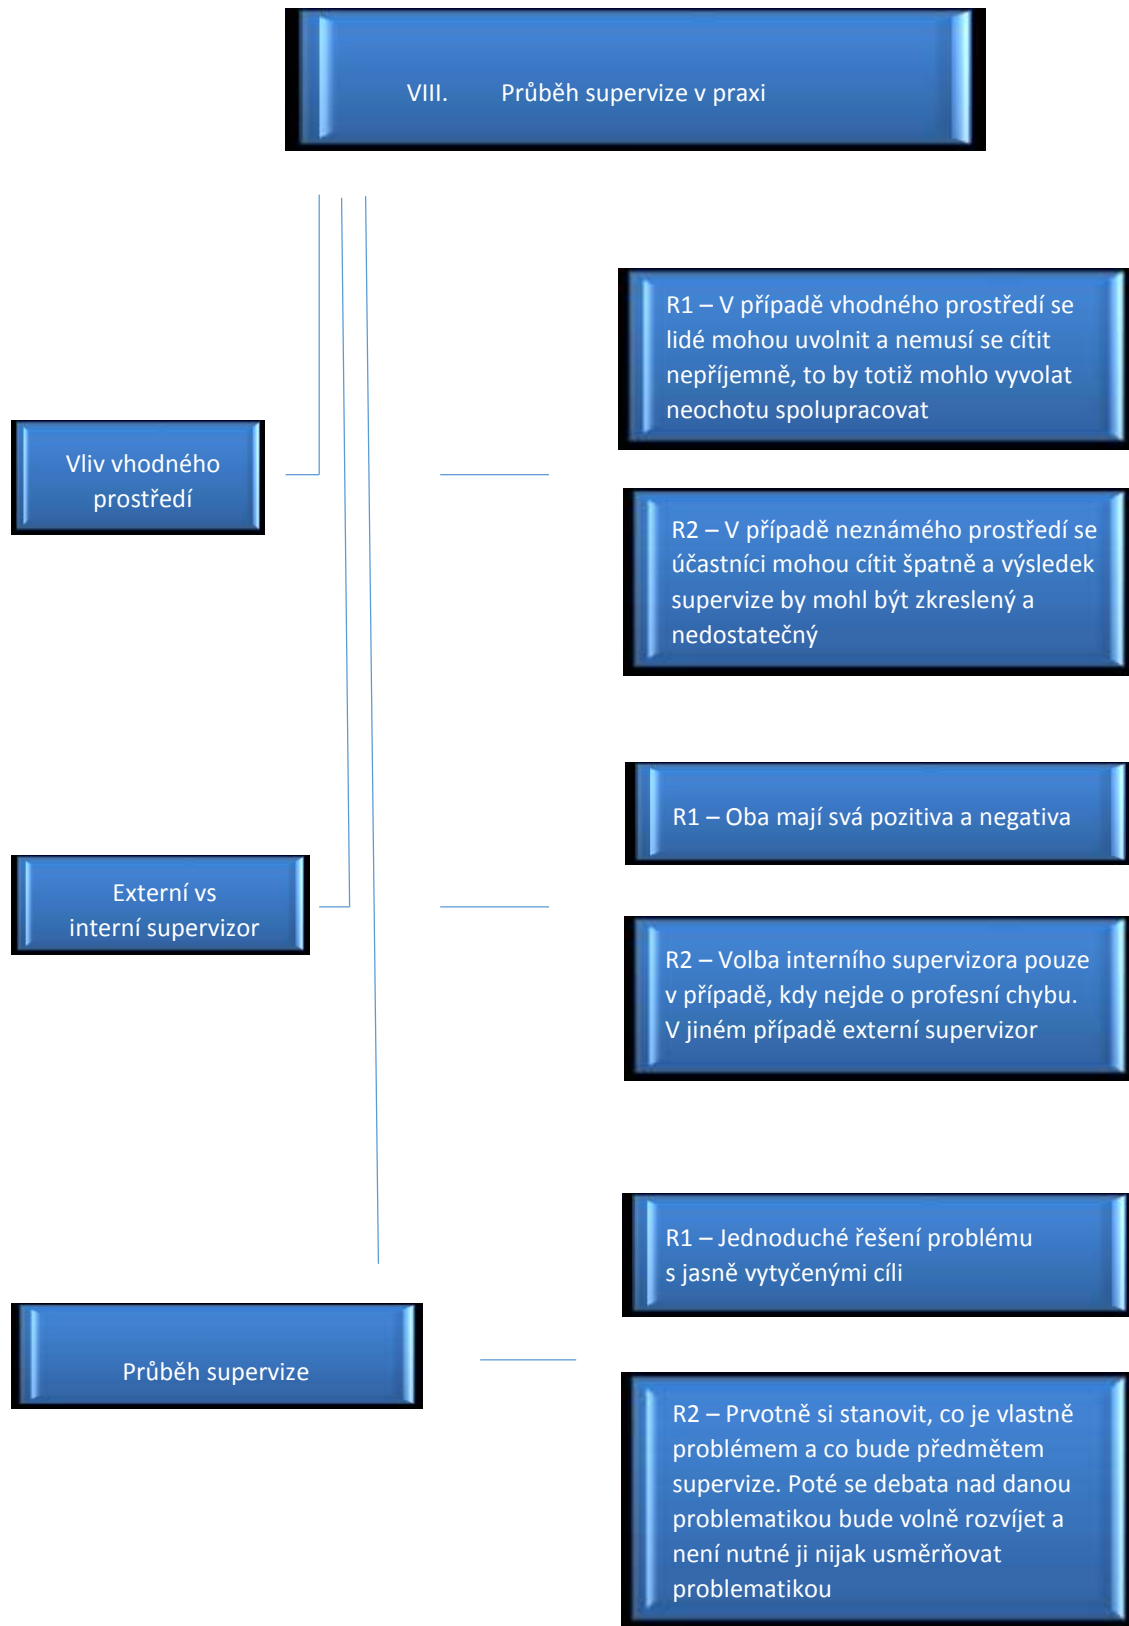 VIII. Průběh supervize v praxi
R1 – V případě vhodného prostředí se
lidé mohou uvolnit a nemusí se cítit
nepříjemně, to by totiž mohlo vyvolat
neochotu spolupracovat
Vliv vhodného
prostředí
R2 – V případě neznámého prostředí se
účastníci mohou cítit špatně a výsledek
supervize by mohl být zkreslený a
nedostatečný
R1 – Oba mají svá pozitiva a negativa
Externí vs
interní supervizor
R2 – Volba interního supervizora pouze
v případě, kdy nejde o profesní chybu.
V jiném případě externí supervizor
R1 – Jednoduché řešení problému
s jasně vytyčenými cíli
Průběh supervize
R2 – Prvotně si stanovit, co je vlastně
problémem a co bude předmětem
supervize. Poté se debata nad danou
problematikou bude volně rozvíjet a
není nutné ji nijak usměrňovat
problematikou